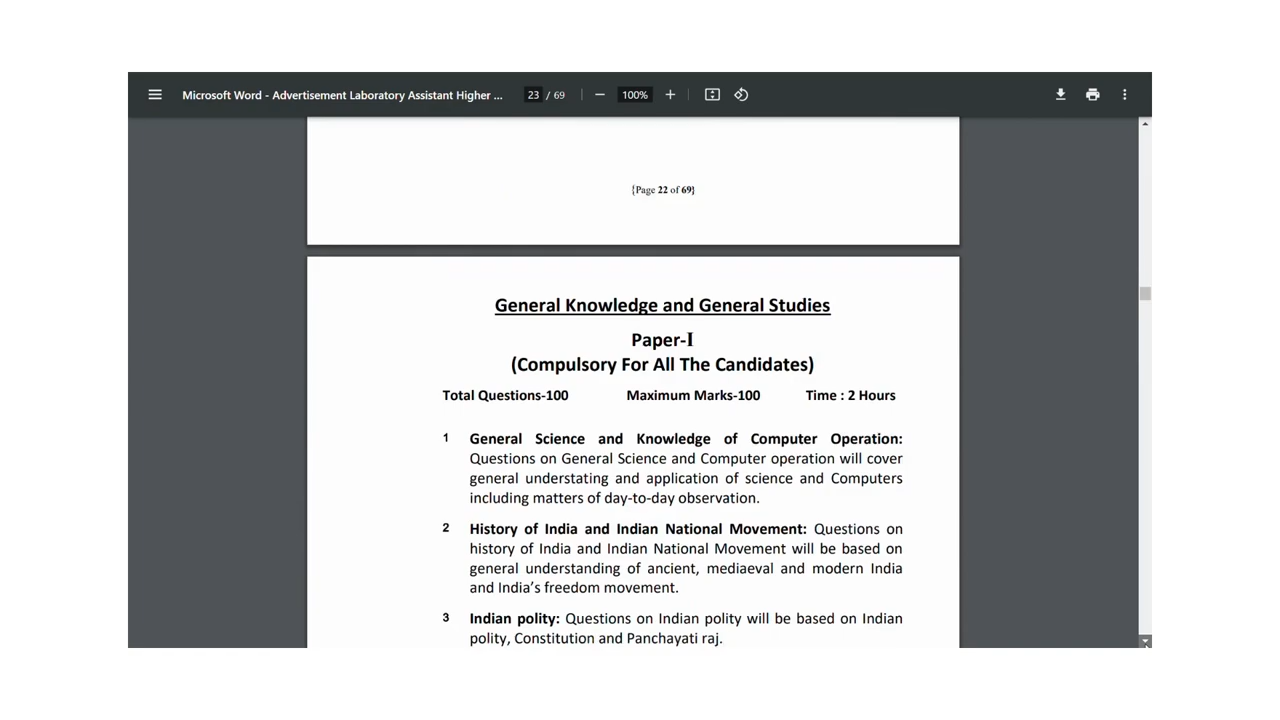 Microsoft Word - Advertisement Laboratory Assistant Higher ... 23 / 69 100%
{Page 22 of 69}
General Knowledge and General Studies
Paper-I
(Compulsory For All The Candidates)
Total Questions-100 Maximum Marks-100 Time : 2 Hours
1 General Science and Knowledge of Computer Operation:
Questions on General Science and Computer operation will cover
general understating and application of science and Computers
including matters of day-to-day observation.
2 History of India and Indian National Movement: Questions on
history of India and Indian National Movement will be based on
general understanding of ancient, mediaeval and modern India
and India's freedom movement.
3 Indian polity: Questions on Indian polity will be based on Indian
polity, Constitution and Panchayati raj.